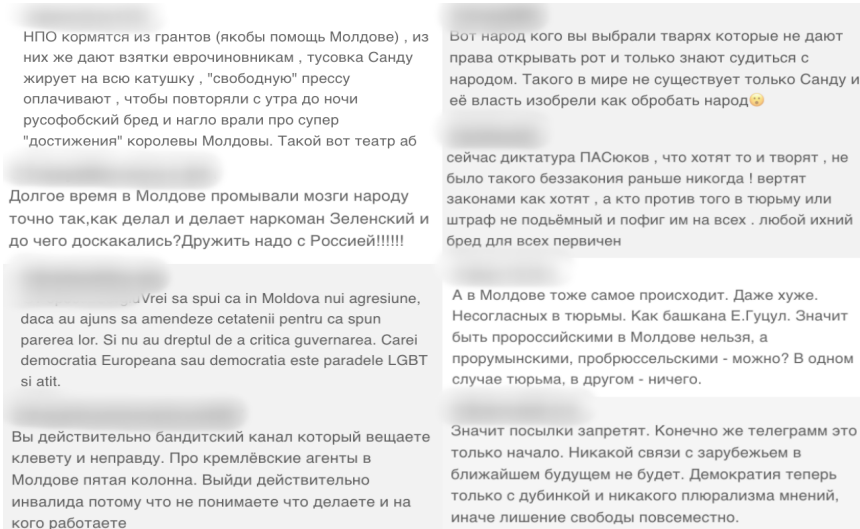 НПО кормятся из грантов (якобы помощь Молдове) , из
них же дают взятки еврочиновникам , тусовка Санду
жирует на всю катушку , "свободную" прессу
оплачивают , чтобы повторяли с утра до ночи
русофобский бред и нагло врали про супер
"достижения" королевы Молдовы. Такой вот театр аб
Долгое время в Молдове промывали мозги народу
точно так,как делал и делает наркоман Зеленский и
до чего доскакались?Дружить надо с Россией!!!!!!
Vrei sa spui ca in Moldova nui agresiune,
daca au ajuns sa amendeze cetatenii pentru ca spun
parerea lor. Si nu au dreptul de a critica guvernarea. Carei
democratia Europeana sau democratia este paradele LGBT
si atit.
Вы действительно бандитский канал который вещаете
клевету и неправду. Про кремлёвские агенты в
Молдове пятая колонна. Выйди действительно
инвалида потому что не понимаете что делаете и на
кого работаете
Вот народ кого вы выбрали тварях которые не дают
права открывать рот и только знают судиться с
народом. Такого в мире не существует только Санду и
её власть изобрели как обробать народ😮
сейчас диктатура ПАСюков , что хотят то и творят , не
было такого беззакония раньше никогда ! вертят
законами как хотят , а кто против того в тюрьму или
штраф не подьёмный и пофиг им на всех . любой ихний
бред для всех первичен
А в Молдове тоже самое происходит. Даже хуже.
Несогласных в тюрьмы. Как башкана Е.Гуцул. Значит
быть пророссийскими в Молдове нельзя, а
прорумынскими, пробрюссельскими - можно? В одном
случае тюрьма, в другом - ничего.
Значит посылки запретят. Конечно же телеграмм это
только начало. Никакой связи с зарубежьем в
ближайшем будущем не будет. Демократия теперь
только с дубинкой и никакого плюрализма мнений,
иначе лишение свободы повсеместно.